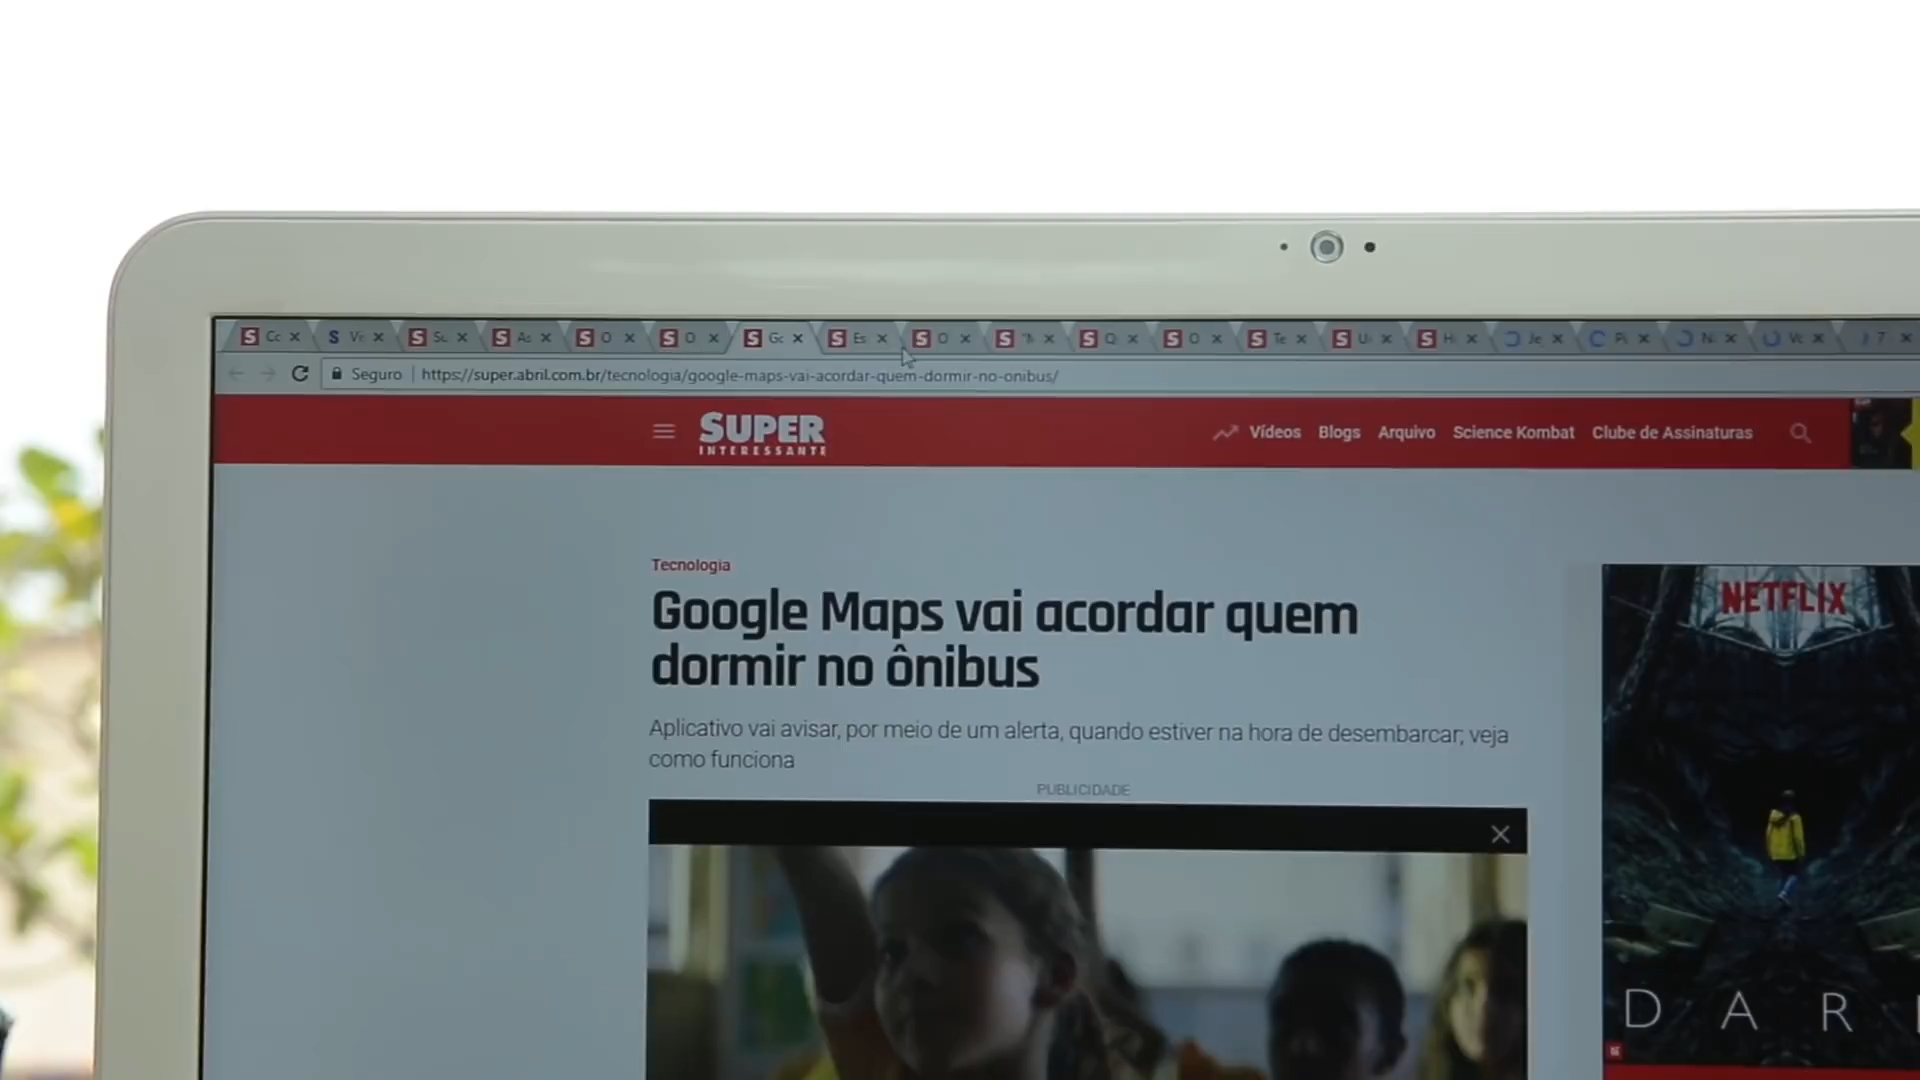 Seguro https://super.abril.com.br/tecnologia/google-maps-vai-acordar-quem-dormir-no-onibus/
SUPER
INTERESSANTE
Vídeos Blogs Arquivo Science Kombat Clube de Assinaturas
Tecnologia
Google Maps vai acordar quem
dormir no ônibus
Aplicativo vai avisar, por meio de um alerta, quando estiver na hora de desembarcar; veja
como funciona
PUBLICIDADE
NETFLIX
DAR